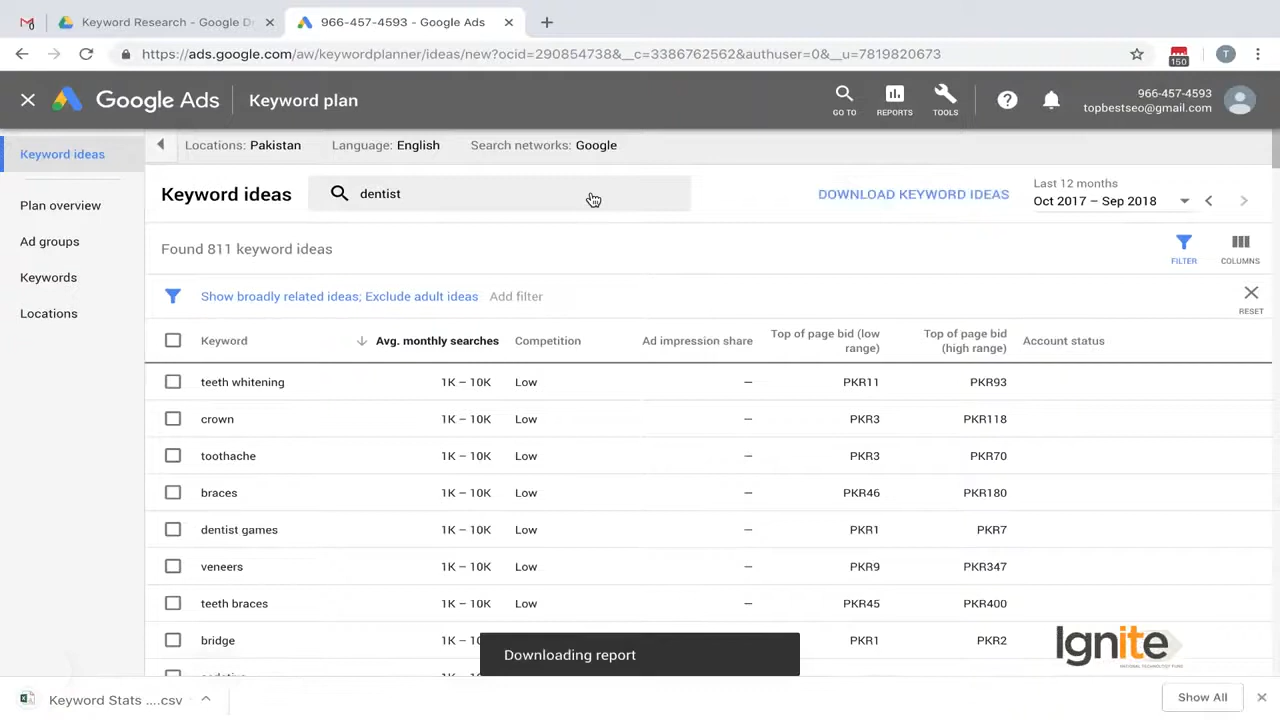 Keyword Research - Google D
966-457-4593 - Google Ads
https://ads.google.com/aw/keywordplanner/ideas/new?ocid=290854738&__c=3386762562&authuser=0&__u=7819820673
150
T
Google Ads
Keyword plan
GO TO
REPORTS
TOOLS
966-457-4593
topbestseo@gmail.com
Keyword ideas
Plan overview
Ad groups
Keywords
Locations
Locations: Pakistan
Language: English
Search networks: Google
Keyword ideas
dentist
DOWNLOAD KEYWORD IDEAS
Last 12 months
Oct 2017 – Sep 2018
Found 811 keyword ideas
FILTER
COLUMNS
Show broadly related ideas; Exclude adult ideas Add filter
RESET
Keyword Avg. monthly searches Competition Ad impression share Top of page bid (low range) Top of page bid (high range) Account status
teeth whitening 1K – 10K Low – PKR11 PKR93
crown 1K – 10K Low – PKR3 PKR118
toothache 1K – 10K Low – PKR3 PKR70
braces 1K – 10K Low – PKR46 PKR180
dentist games 1K – 10K Low – PKR1 PKR7
veneers 1K – 10K Low – PKR9 PKR347
teeth braces 1K – 10K Low – PKR45 PKR400
bridge 1K – 10 PKR1 PKR2
Downloading report
Ignite
NATIONAL TECHNOLOGY FUND
Keyword Stats ....csv
Show All